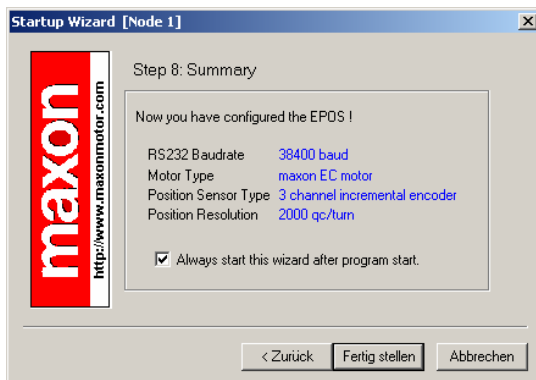 Startup Wizard [Node 1]
maxon
http://www.maxonmotor.com
Step 8: Summary
Now you have configured the EPOS !
RS232 Baudrate 38400 baud
Motor Type maxon EC motor
Position Sensor Type 3 channel incremental encoder
Position Resolution 2000 qc/turn
Always start this wizard after program start.
< Zurück Fertig stellen Abbrechen